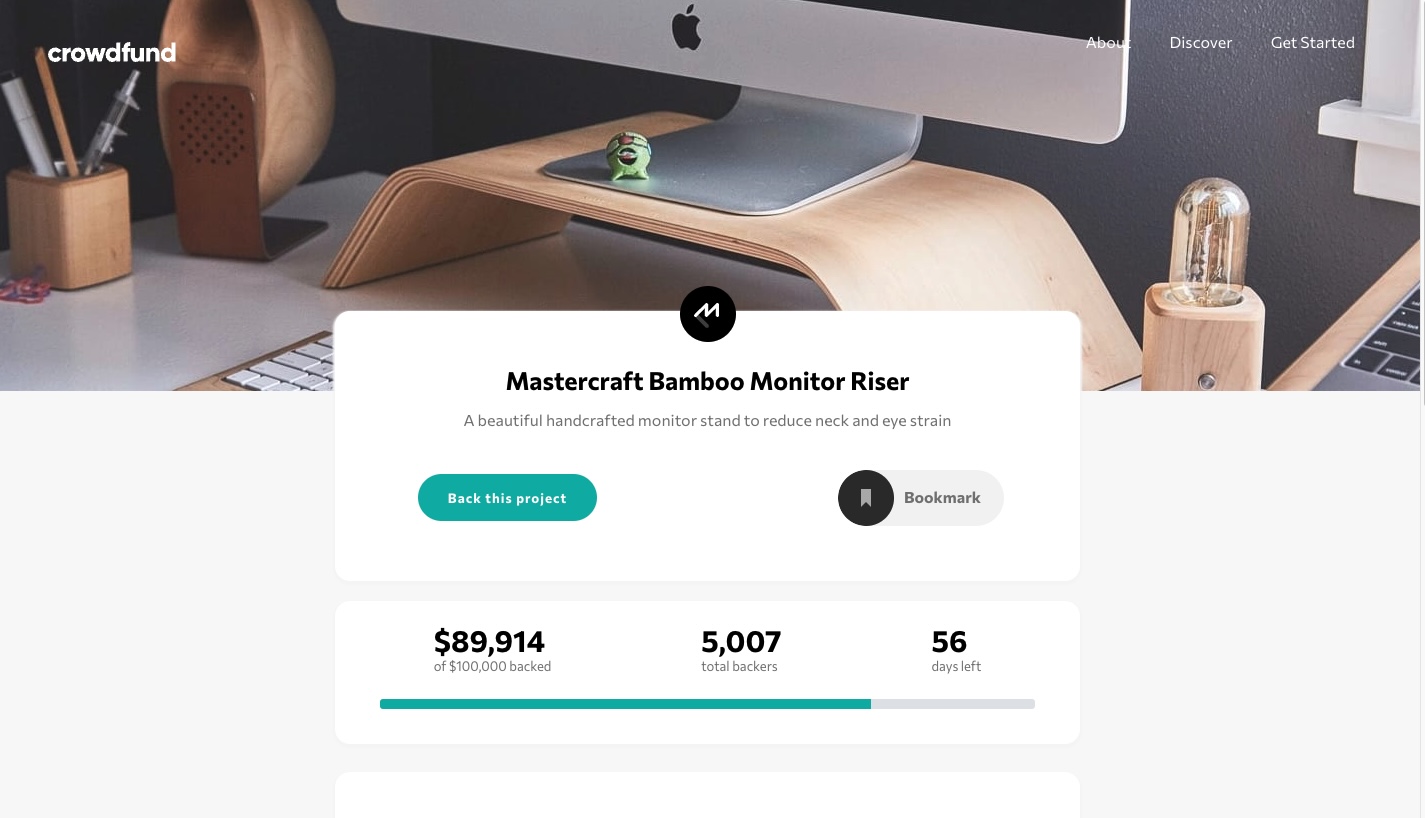 crowdfund
About
Discover
Get Started
Mastercraft Bamboo Monitor Riser
A beautiful handcrafted monitor stand to reduce neck and eye strain
Back this project
Bookmark
$89,914
of $100,000 backed
5,007
total backers
56
days left